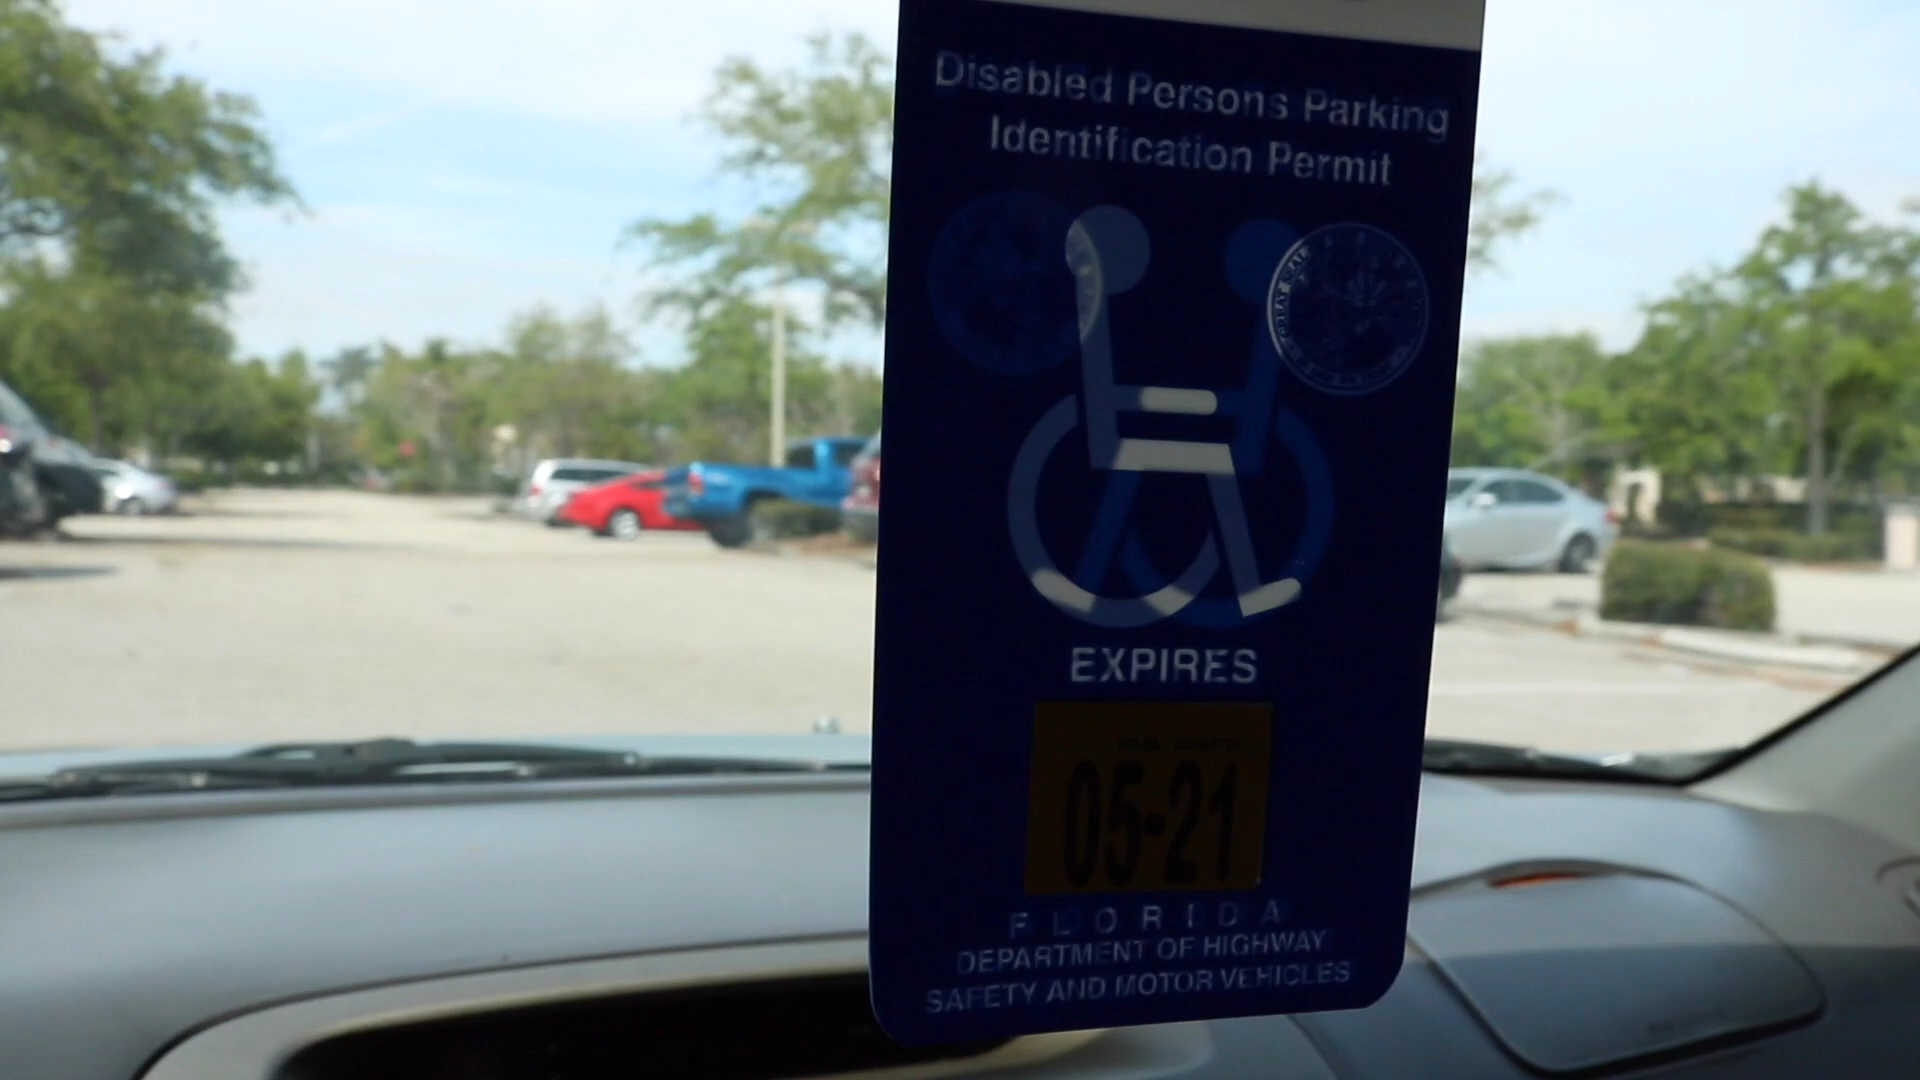 Disabled Persons Parking
Identification Permit
EXPIRES
05-21
FLORIDA
DEPARTMENT OF HIGHWAY
SAFETY AND MOTOR VEHICLES